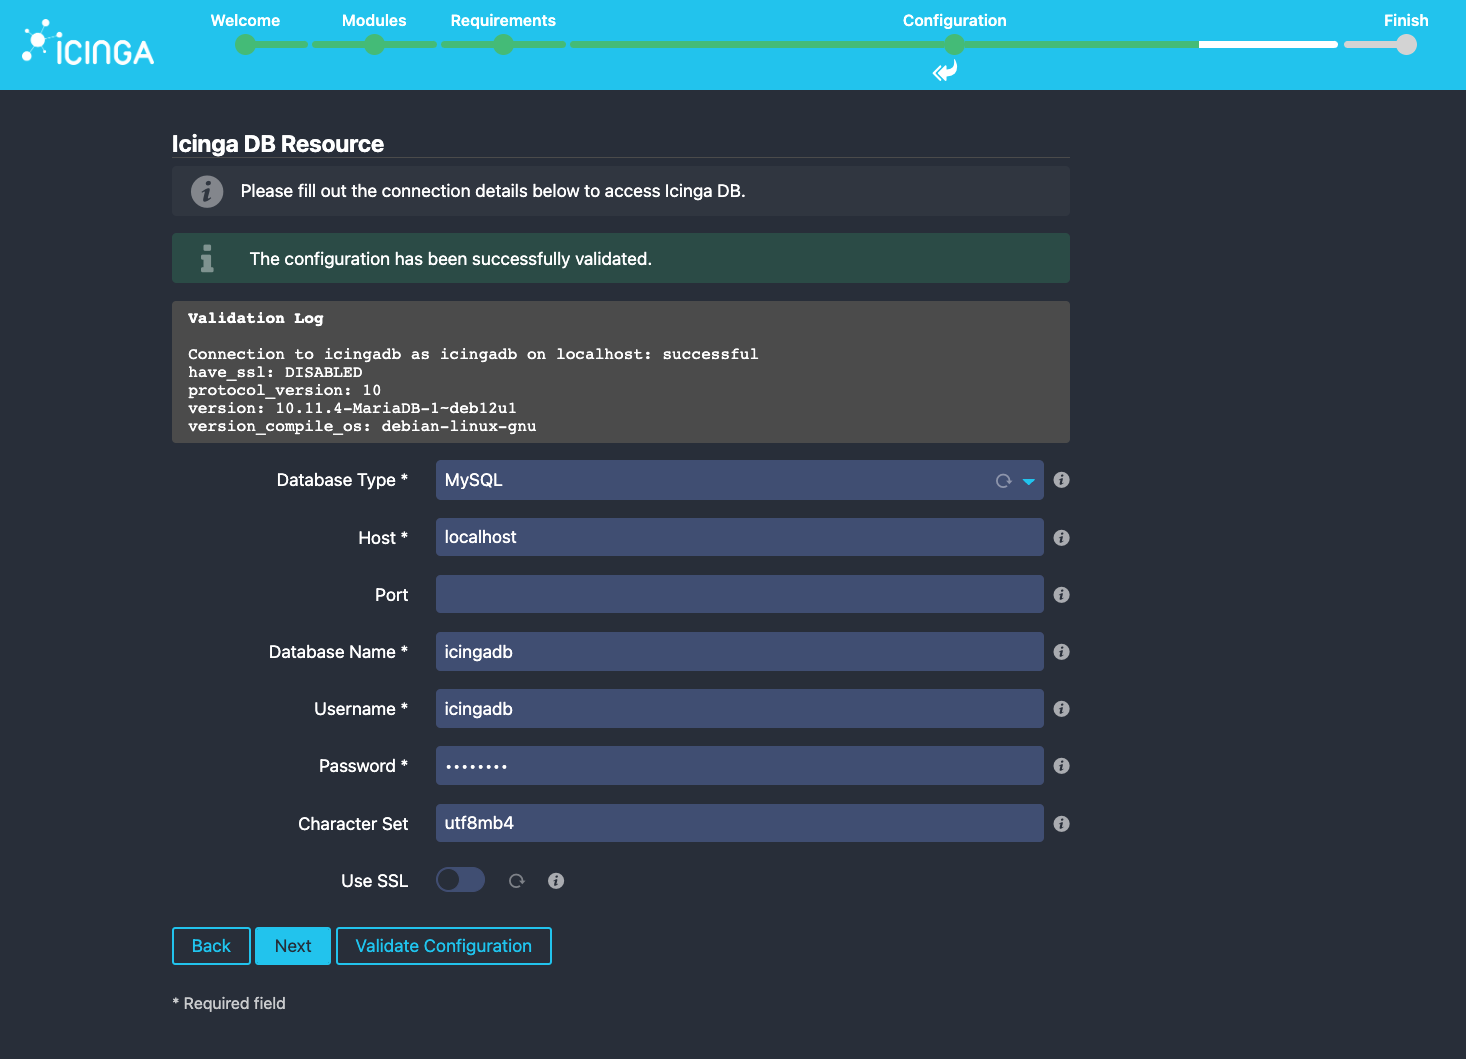 Welcome
Modules
Requirements
Configuration
Finish
ICINGA
Icinga DB Resource
Please fill out the connection details below to access Icinga DB.
The configuration has been successfully validated.
Validation Log
Connection to icingadb as icingadb on localhost: successful
have_ssl: DISABLED
protocol_version: 10
version: 10.11.4-MariaDB-1~deb12u1
version_compile_os: debian-linux-gnu
Database Type * MySQL
Host * localhost
Port
Database Name * icingadb
Username * icingadb
Password * ••••••••
Character Set utf8mb4
Use SSL
Back Next Validate Configuration
* Required field